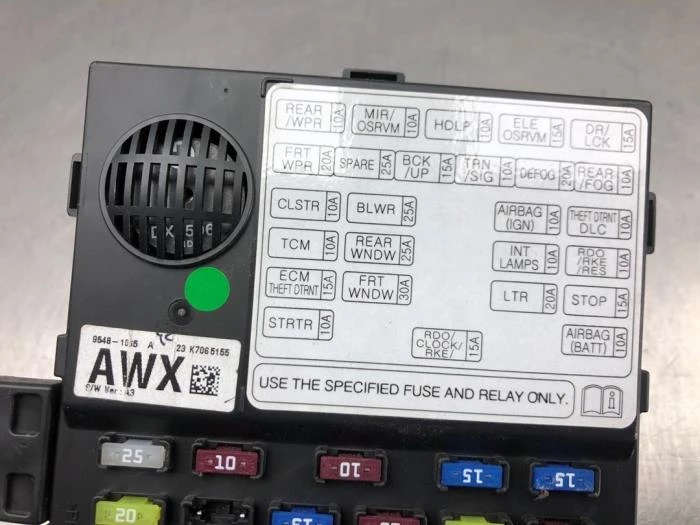 REAR /WPR 10A
MIR/ OSRVM 10A
HDLP 10A
ELE OSRVM 15A
DR/ LCK 15A
FRT WPR 20A
SPARE 25A
BCK /UP 15A
TRN /SIG 10A
DEFOG 20A
REAR /FOG 10A
CLSTR 10A
BLWR 25A
AIRBAG (IGN) 10A
THEFT DTRNT DLC 10A
TCM 10A
REAR WNDW 25A
INT LAMPS 10A
RDO /RKE /RES 10A
ECM THEFT DTRNT 15A
FRT WNDW 30A
LTR 20A
STOP 15A
STRTR 10A
RDO/ CLOCK/ RKE/ 15A
AIRBAG (BATT) 10A
USE THE SPECIFIED FUSE AND RELAY ONLY.
A 23 K7065155
AWX
S/W Ver: A3
25
10
10
15
15
20